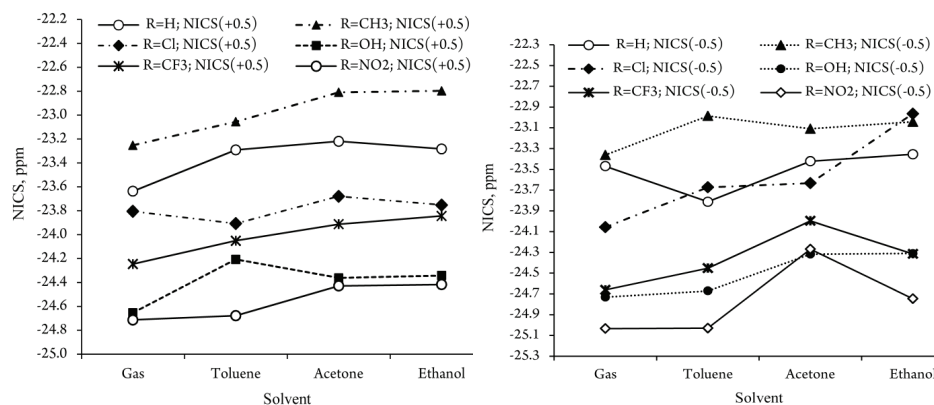 R=H; NICS(+0.5) R=CH3; NICS(+0.5)
R=Cl; NICS(+0.5) R=OH; NICS(+0.5)
R=CF3; NICS(+0.5) R=NO2; NICS(+0.5)
NICS, ppm
-22.2
-22.4
-22.6
-22.8
-23.0
-23.2
-23.4
-23.6
-23.8
-24.0
-24.2
-24.4
-24.6
-24.8
-25.0
Gas Toluene Acetone Ethanol
Solvent
R=H; NICS(-0.5) R=CH3; NICS(-0.5)
R=Cl; NICS(-0.5) R=OH; NICS(-0.5)
R=CF3; NICS(-0.5) R=NO2; NICS(-0.5)
NICS, ppm
-22.3
-22.5
-22.7
-22.9
-23.1
-23.3
-23.5
-23.7
-23.9
-24.1
-24.3
-24.5
-24.7
-24.9
-25.1
-25.3
Gas Toluene Acetone Ethanol
Solvent